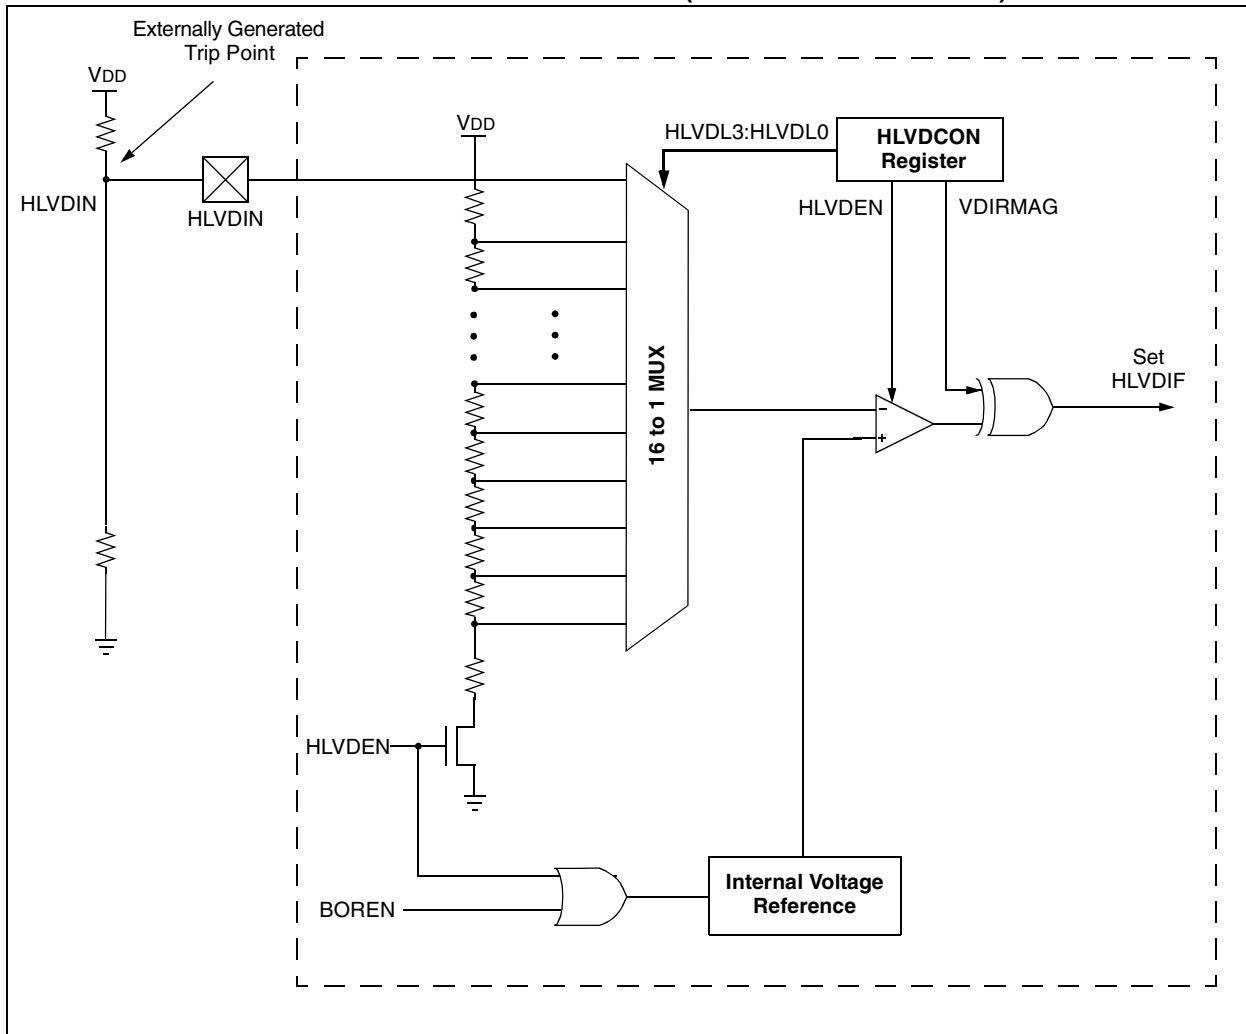 Externally Generated
Trip Point
VDD
VDD
HLVDL3:HLVDL0
HLVDCON
Register
HLVDIN
HLVDIN
HLVDEN
VDIRMAG
16 to 1 MUX
Set
HLVDIF
–
+
HLVDEN
Internal Voltage
Reference
BOREN